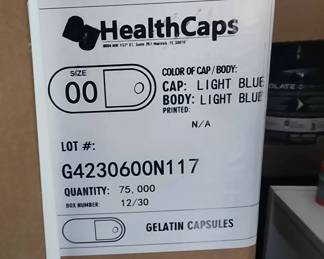 HealthCaps
SIZE
00
COLOR OF CAP / BODY:
CAP: LIGHT BLUE
BODY: LIGHT BLUE
PRINTED:
N/A
LOT #:
G4230600N117
QUANTITY: 75,000
BOX NUMBER: 12/30
GELATIN CAPSULES